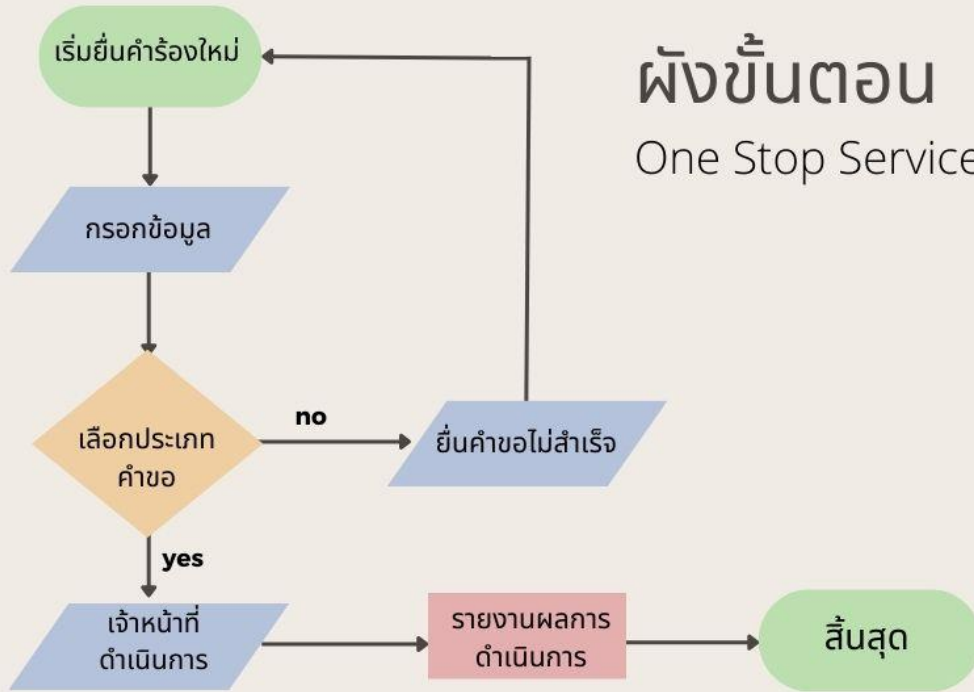 เริ่มยื่นคำร้องใหม่
ผังขั้นตอน
One Stop Service
กรอกข้อมูล
เลือกประเภท
คำขอ
no
ยื่นคำขอไม่สำเร็จ
yes
เจ้าหน้าที่
ดำเนินการ
รายงานผลการ
ดำเนินการ
สิ้นสุด